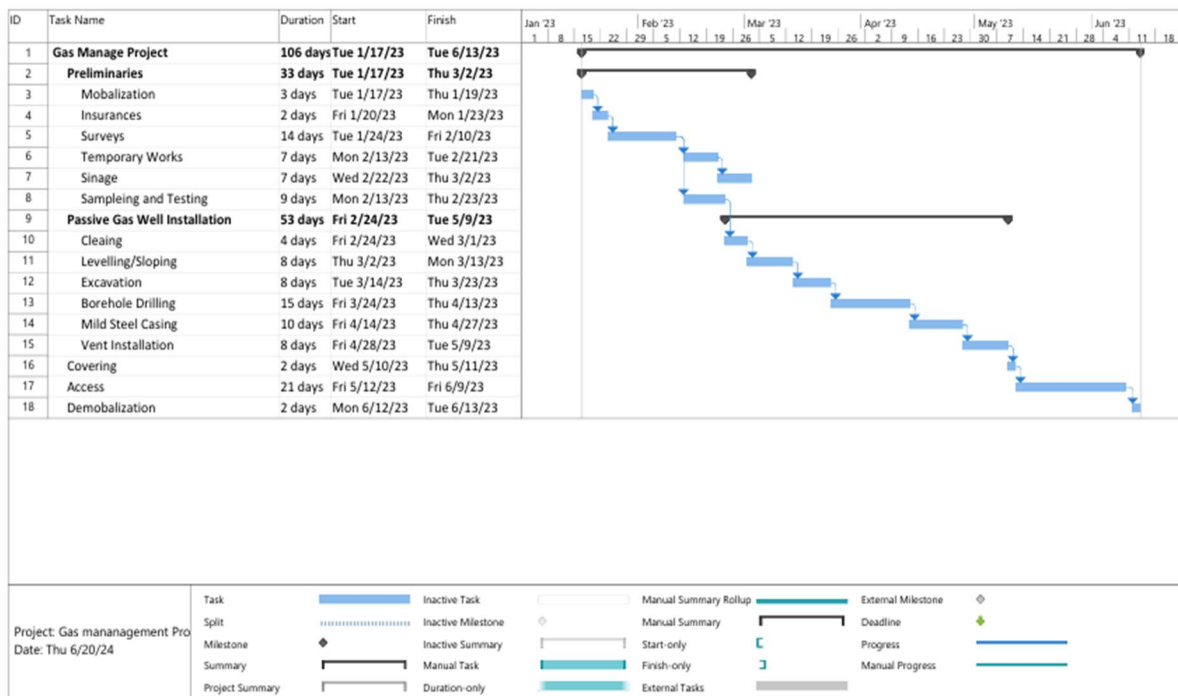 ID Task Name Duration Start Finish Jan '23 Feb '23 Mar '23 Apr '23 May '23 Jun '23
1 8 15 22 29 5 12 19 26 5 12 19 26 2 9 16 23 30 7 14 21 28 4 11 18
1 Gas Manage Project 106 days Tue 1/17/23 Tue 6/13/23
2 Preliminaries 33 days Tue 1/17/23 Thu 3/2/23
3 Mobalization 3 days Tue 1/17/23 Thu 1/19/23
4 Insurances 2 days Fri 1/20/23 Mon 1/23/23
5 Surveys 14 days Tue 1/24/23 Fri 2/10/23
6 Temporary Works 7 days Mon 2/13/23 Tue 2/21/23
7 Sinage 7 days Wed 2/22/23 Thu 3/2/23
8 Sampleing and Testing 9 days Mon 2/13/23 Thu 2/23/23
9 Passive Gas Well Installation 53 days Fri 2/24/23 Tue 5/9/23
10 Cleaing 4 days Fri 2/24/23 Wed 3/1/23
11 Levelling/Sloping 8 days Thu 3/2/23 Mon 3/13/23
12 Excavation 8 days Tue 3/14/23 Thu 3/23/23
13 Borehole Drilling 15 days Fri 3/24/23 Thu 4/13/23
14 Mild Steel Casing 10 days Fri 4/14/23 Thu 4/27/23
15 Vent Installation 8 days Fri 4/28/23 Tue 5/9/23
16 Covering 2 days Wed 5/10/23 Thu 5/11/23
17 Access 21 days Fri 5/12/23 Fri 6/9/23
18 Demobalization 2 days Mon 6/12/23 Tue 6/13/23
Project: Gas mananagement Pro
Date: Thu 6/20/24
Task Inactive Task Manual Summary Rollup External Milestone
Split Inactive Milestone Manual Summary Deadline
Milestone Inactive Summary Start-only Progress
Summary Manual Task Finish-only Manual Progress
Project Summary Duration-only External Tasks